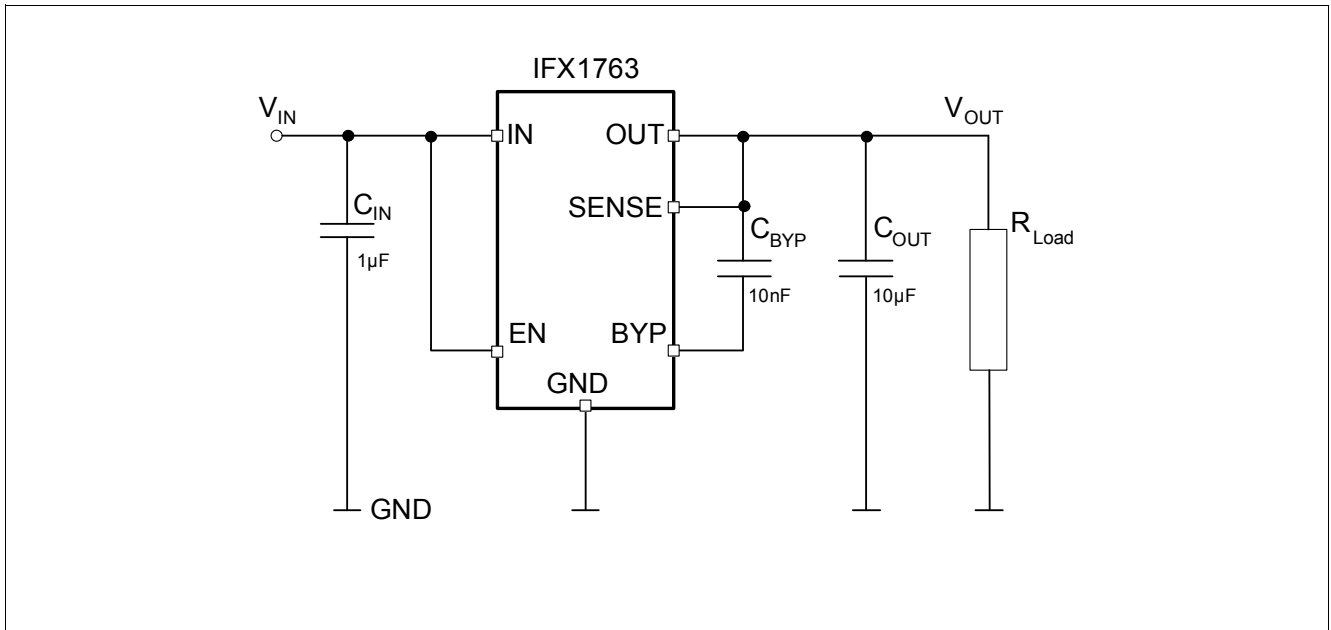 IFX1763
VIN
VOUT
IN
OUT
SENSE
CIN
1µF
CBYP
10nF
COUT
10µF
RLoad
EN
BYP
GND
GND